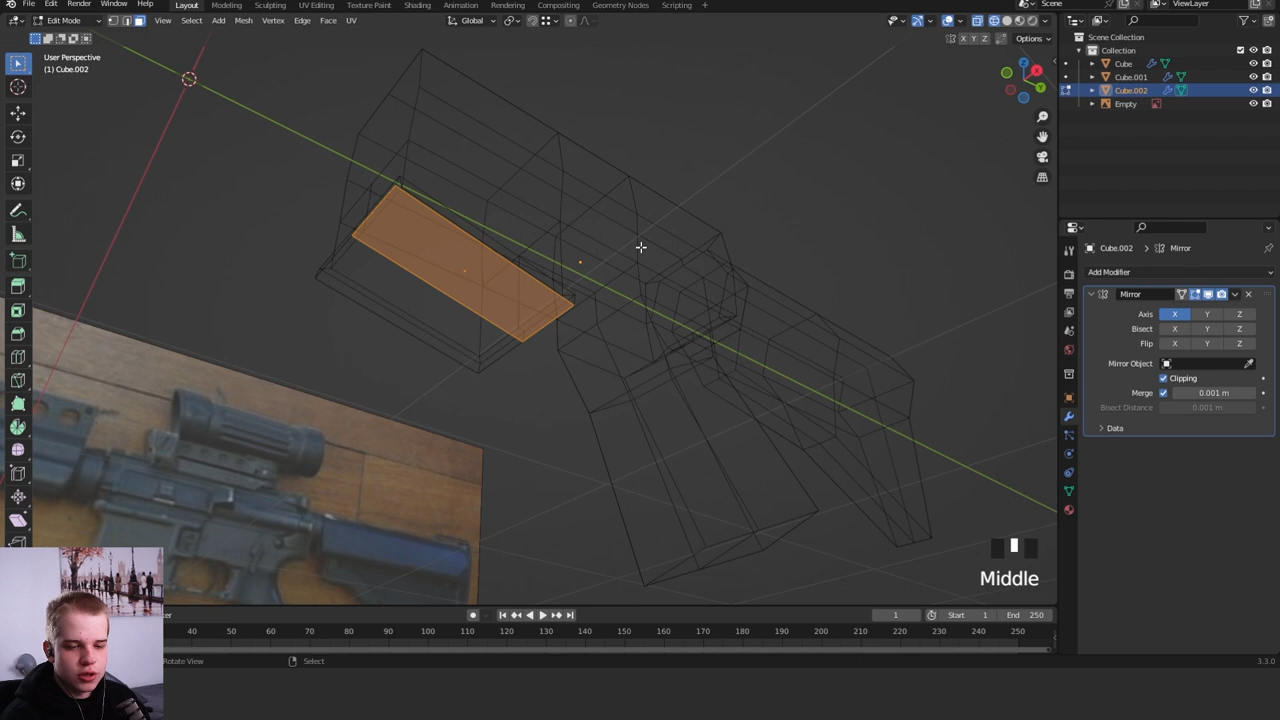 File Edit Render Window Help Layout Modeling Sculpting UV Editing Texture Paint Shading Animation Rendering Compositing Geometry Nodes Scripting Scene ViewLayer
Edit Mode View Select Add Mesh Vertex Edge Face UV Global
X Y Z Options
User Perspective
(1) Cube.002
Scene Collection
Collection
Cube
Cube.001
Cube.002
Empty
X
Y
Z
Cube.002 Mirror
Add Modifier
Mirror
Axis X Y Z
Bisect X Y Z
Flip X Y Z
Mirror Object
Clipping
Merge 0.001 m
Bisect Distance 0.001 m
Data
Middle
1 Start 1 End 250
40 50 60 70 80 90 100 110 120 130 140 150 160 170 180 190 200 210 220 230 240 250
Rotate View Select 3.3.0